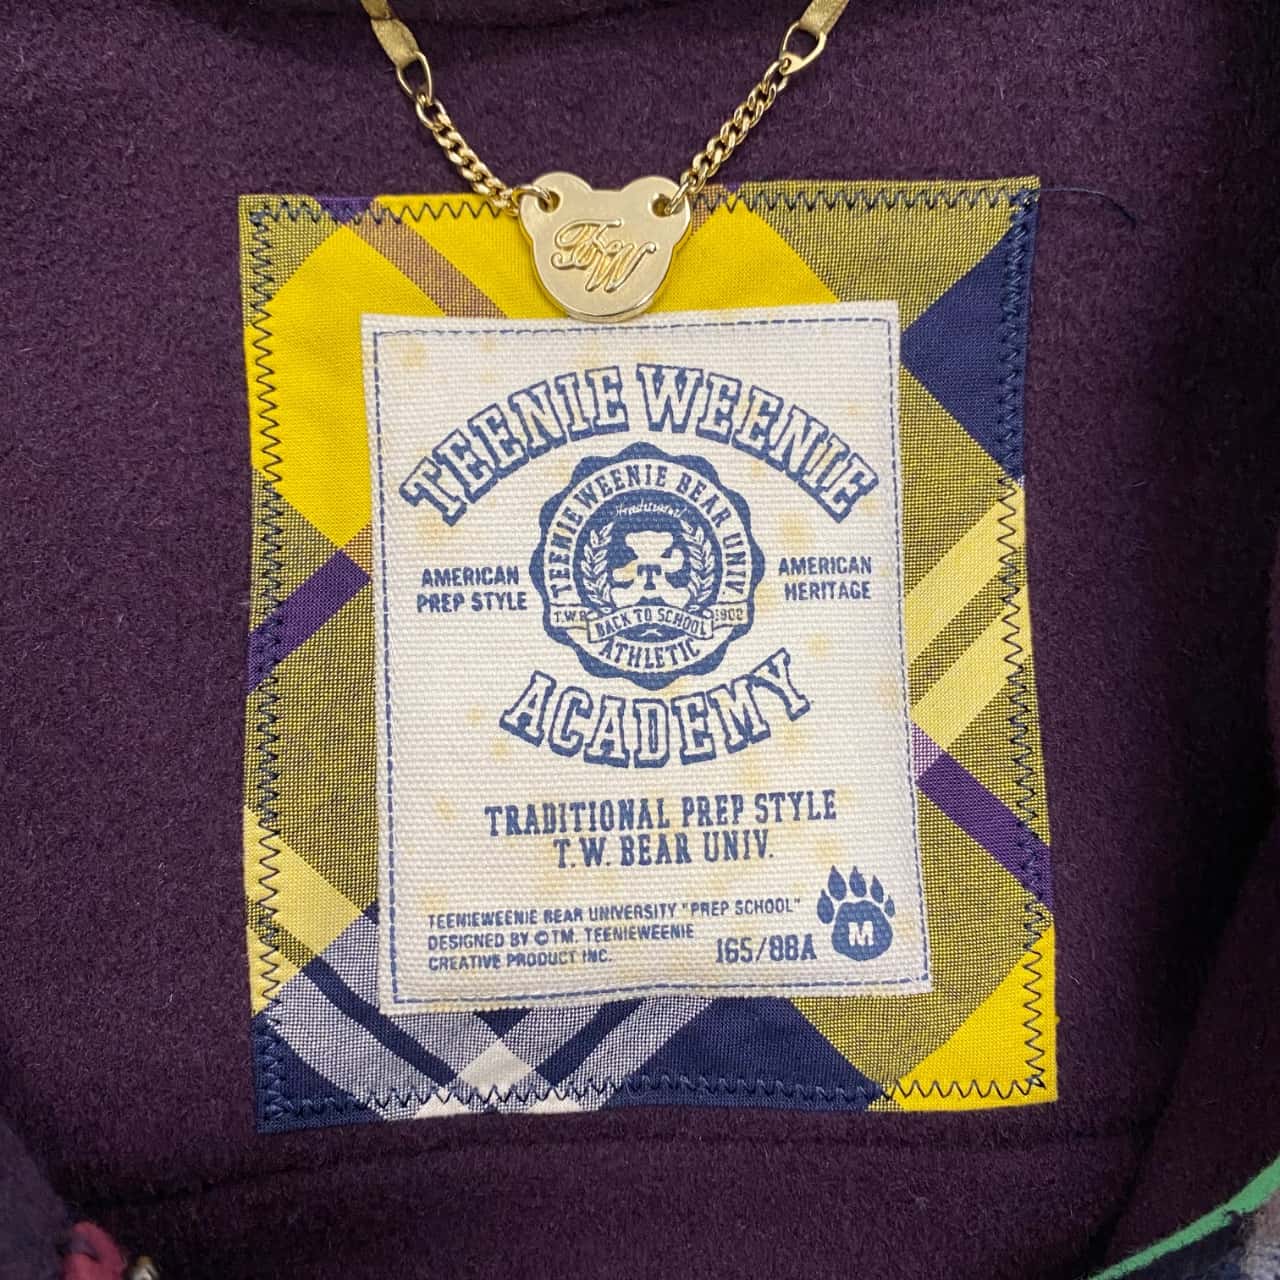 TW
TEENIE WEENIE
TEENIE WEENIE BEAR UNIV.
T
T.W.B
BACK TO SCHOOL
1902
ATHLETIC
AMERICAN
PREP STYLE
AMERICAN
HERITAGE
ACADEMY
TRADITIONAL PREP STYLE
T.W. BEAR UNIV.
TEENIEWEENIE BEAR UNIVERSITY "PREP SCHOOL"
DESIGNED BY ©TM. TEENIEWEENIE
CREATIVE PRODUCT INC.
165/88A
M